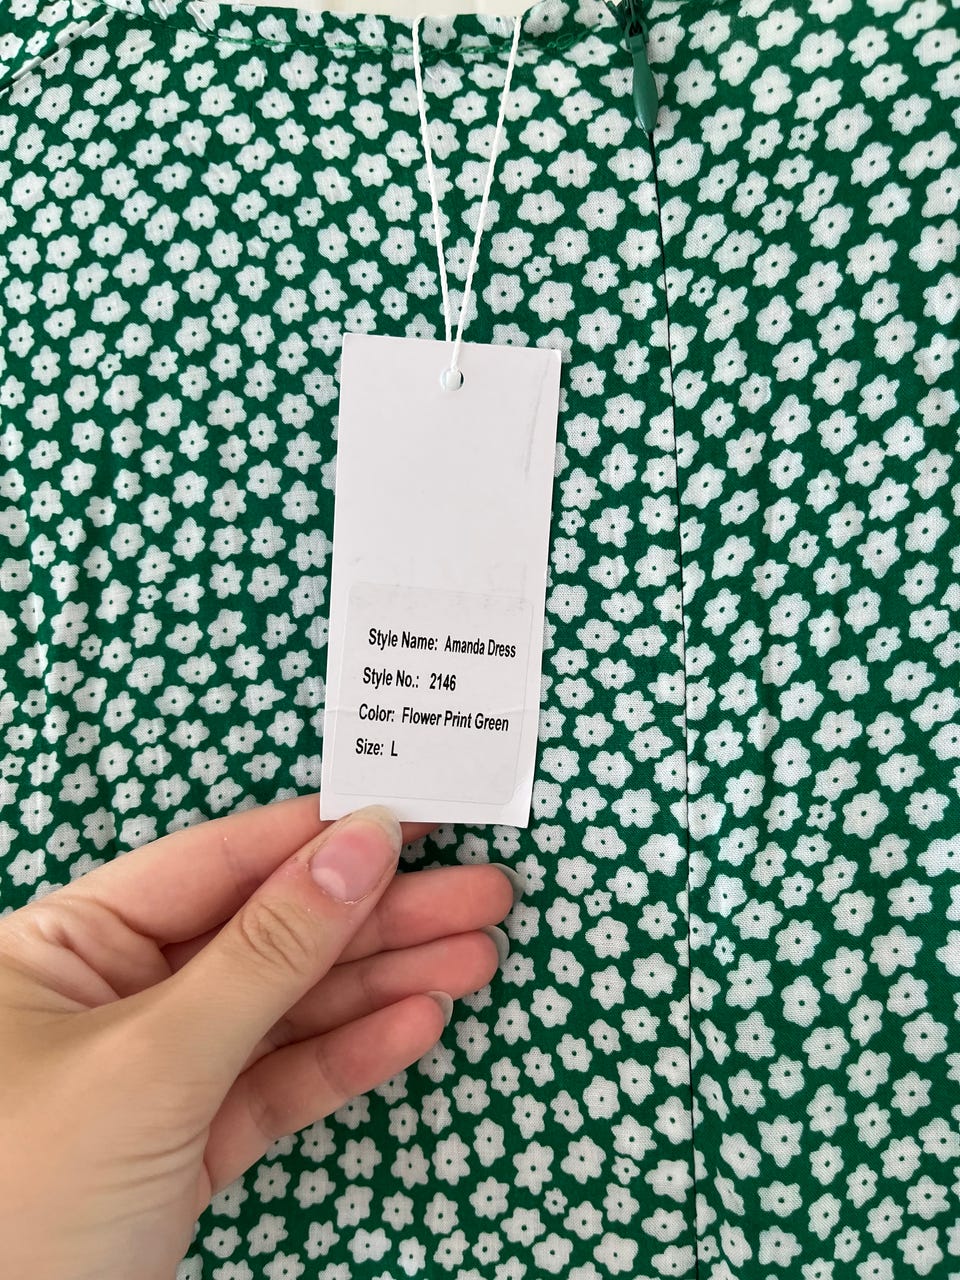 Style Name: Amanda Dress
Style No.: 2146
Color: Flower Print Green
Size: L